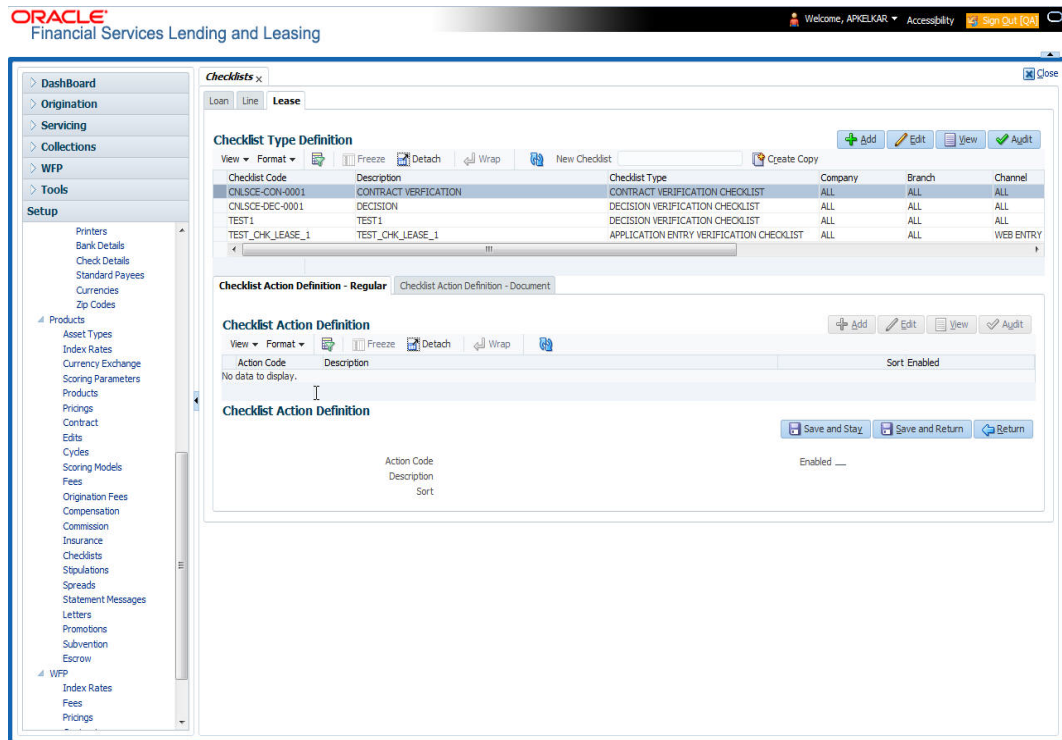 ORACLE
Financial Services Lending and Leasing
Welcome, APKELKAR Accessibility Sign Out [QA]
Close
DashBoard
Origination
Servicing
Collections
WFP
Tools
Setup
Printers
Bank Details
Check Details
Standard Payees
Currencies
Zip Codes
Products
Asset Types
Index Rates
Currency Exchange
Scoring Parameters
Products
Pricings
Contract
Edits
Cycles
Scoring Models
Fees
Origination Fees
Compensation
Commission
Insurance
Checklists
Stipulations
Spreads
Statement Messages
Letters
Promotions
Subvention
Escrow
WFP
Index Rates
Fees
Pricings
Checklists x
Loan Line Lease
Checklist Type Definition
Add Edit View Audit
View Format Freeze Detach Wrap New Checklist Create Copy
Checklist Code Description Checklist Type Company Branch Channel
CNLSCE-CON-0001 CONTRACT VERFICATION CONTRACT VERIFICATION CHECKLIST ALL ALL ALL
CNLSCE-DEC-0001 DECISION DECISION VERIFICATION CHECKLIST ALL ALL ALL
TEST1 TEST1 DECISION VERIFICATION CHECKLIST ALL ALL ALL
TEST_CHK_LEASE_1 TEST_CHK_LEASE_1 APPLICATION ENTRY VERIFICATION CHECKLIST ALL ALL WEB ENTRY
Checklist Action Definition - Regular Checklist Action Definition - Document
Checklist Action Definition
Add Edit View Audit
View Format Freeze Detach Wrap
Action Code Description Sort Enabled
No data to display.
Checklist Action Definition
Save and Stay Save and Return Return
Action Code Enabled
Description
Sort